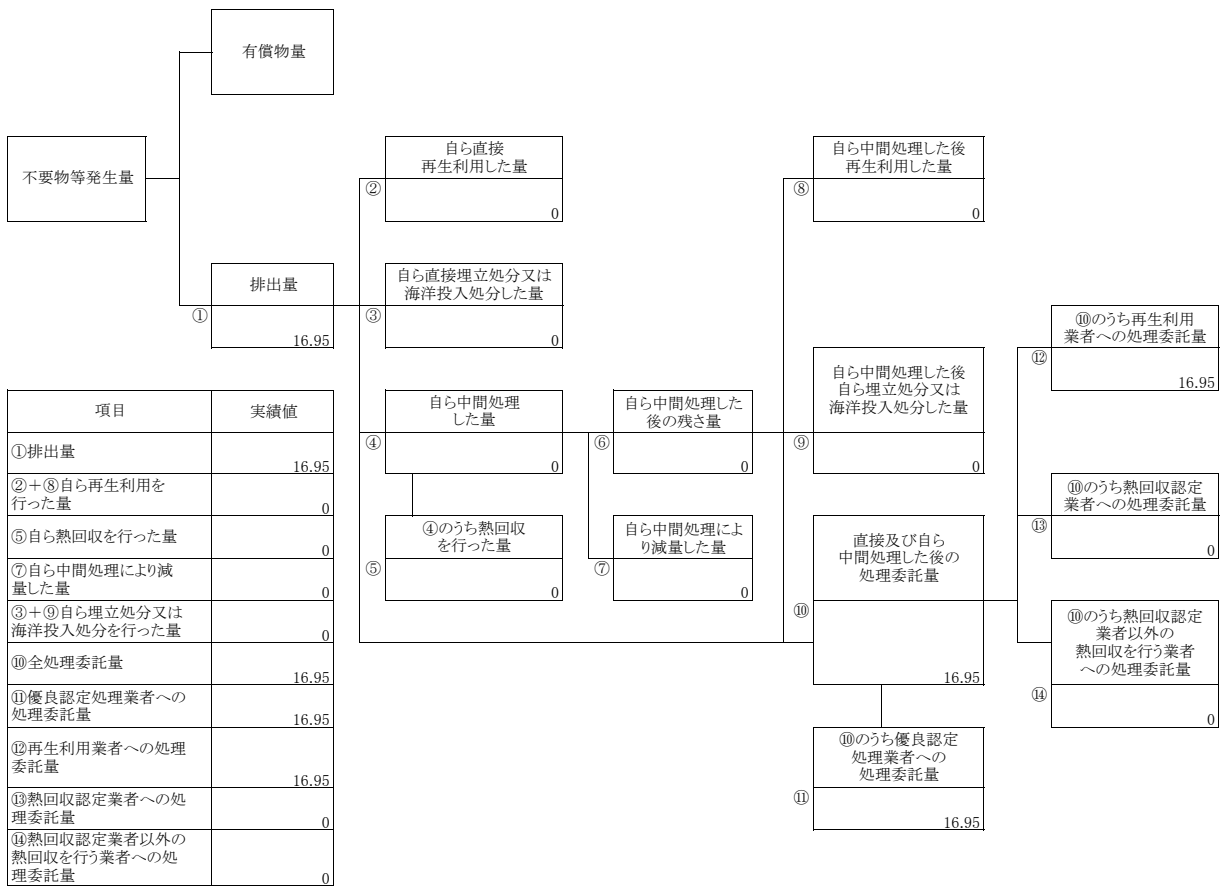 有償物量
不要物等発生量
自ら直接
再生利用した量
②
0
自ら中間処理した後
再生利用した量
⑧
0
排出量
①
16.95
自ら直接埋立処分又は
海洋投入処分した量
③
0
⑩のうち再生利用
業者への処理委託量
⑫
16.95
自ら中間処理
した量
④
0
自ら中間処理した
後の残さ量
⑥
0
自ら中間処理した後
自ら埋立処分又は
海洋投入処分した量
⑨
0
⑩のうち熱回収認定
業者への処理委託量
⑬
0
④のうち熱回収
を行った量
⑤
0
自ら中間処理によ
り減量した量
⑦
0
直接及び自ら
中間処理した後の
処理委託量
⑩
16.95
⑩のうち熱回収認定
業者以外の
熱回収を行う業者
への処理委託量
⑭
0
⑩のうち優良認定
処理業者への
処理委託量
⑪
16.95
項目 実績値
①排出量
16.95
②+⑧自ら再生利用を
行った量
0
⑤自ら熱回収を行った量
0
⑦自ら中間処理により減
量した量
0
③+⑨自ら埋立処分又は
海洋投入処分を行った量
0
⑩全処理委託量
16.95
⑪優良認定処理業者への
処理委託量
16.95
⑫再生利用業者への処理
委託量
16.95
⑬熱回収認定業者への処
理委託量
0
⑭熱回収認定業者以外の
熱回収を行う業者への処
理委託量
0